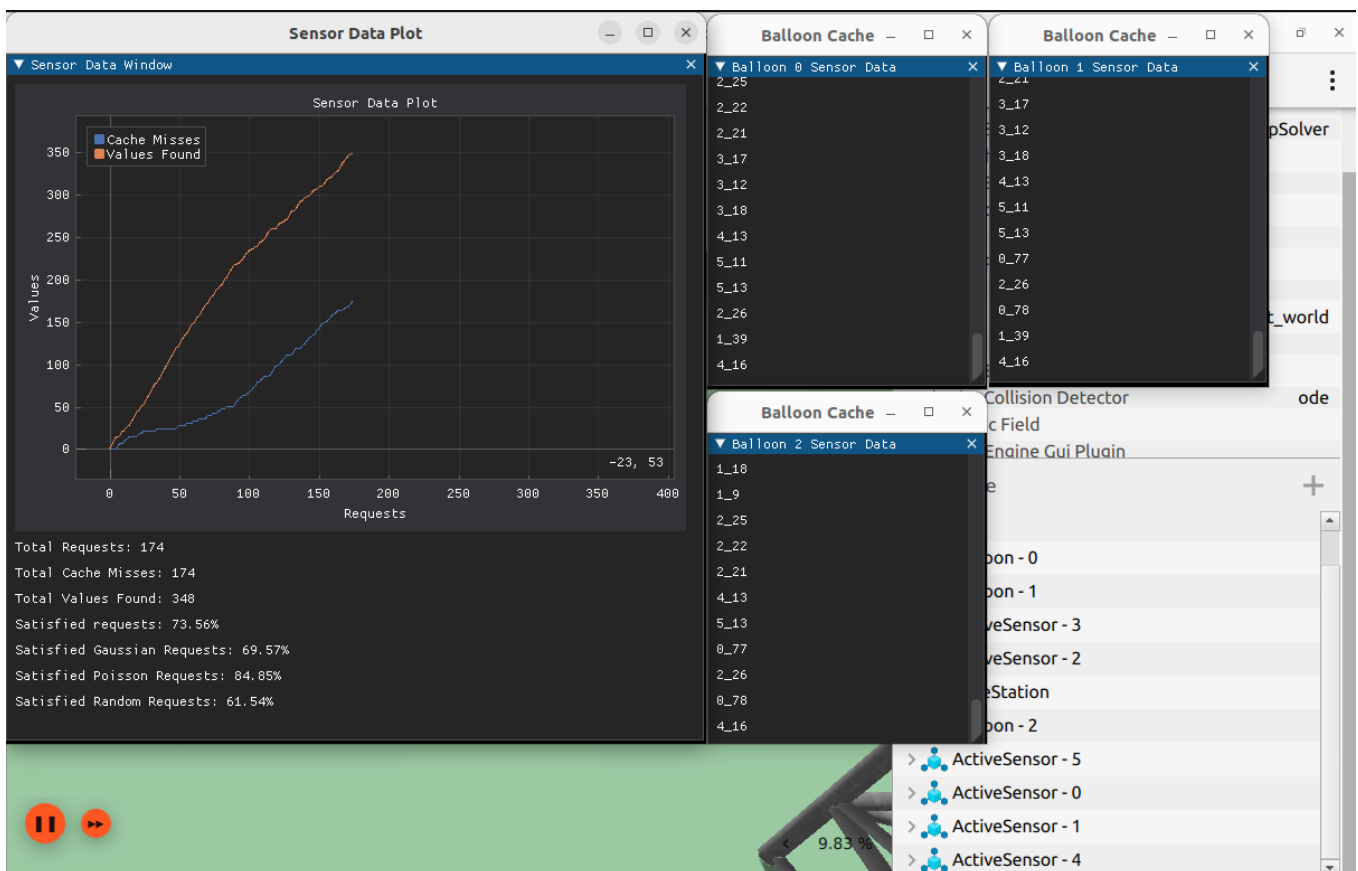 Sensor Data Plot
Sensor Data Window
Sensor Data Plot
Cache Misses
Values Found
350
300
250
200
150
100
50
0
Values
-23, 53
0 50 100 150 200 250 300 350 400
Requests
Total Requests: 174
Total Cache Misses: 174
Total Values Found: 348
Satisfied requests: 73.56%
Satisfied Gaussian Requests: 69.57%
Satisfied Poisson Requests: 84.85%
Satisfied Random Requests: 61.54%
Balloon Cache
Balloon 0 Sensor Data
2_25
2_22
2_21
3_17
3_12
3_18
4_13
5_11
5_13
2_26
1_39
4_16
Balloon Cache
Balloon 1 Sensor Data
2_21
3_17
3_12
3_18
4_13
5_11
5_13
0_77
2_26
0_78
1_39
4_16
Balloon Cache
Balloon 2 Sensor Data
1_18
1_9
2_25
2_22
2_21
4_13
5_13
0_77
2_26
0_78
4_16
pSolver
t_world
Collision Detector ode
c Field
Engine Gui Plugin
e
oon - 0
oon - 1
veSensor - 3
veSensor - 2
eStation
oon - 2
ActiveSensor - 5
ActiveSensor - 0
ActiveSensor - 1
ActiveSensor - 4
9.83 %